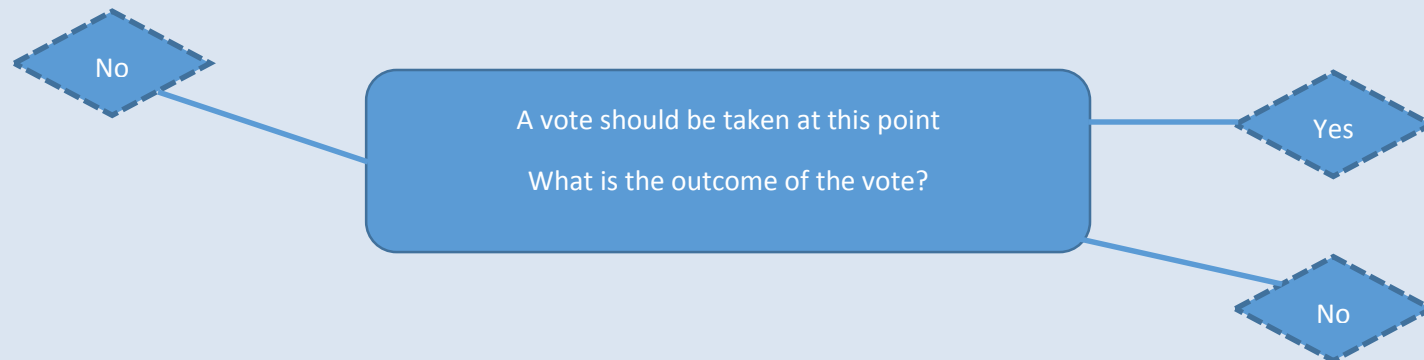 No
A vote should be taken at this point
What is the outcome of the vote?
Yes
No